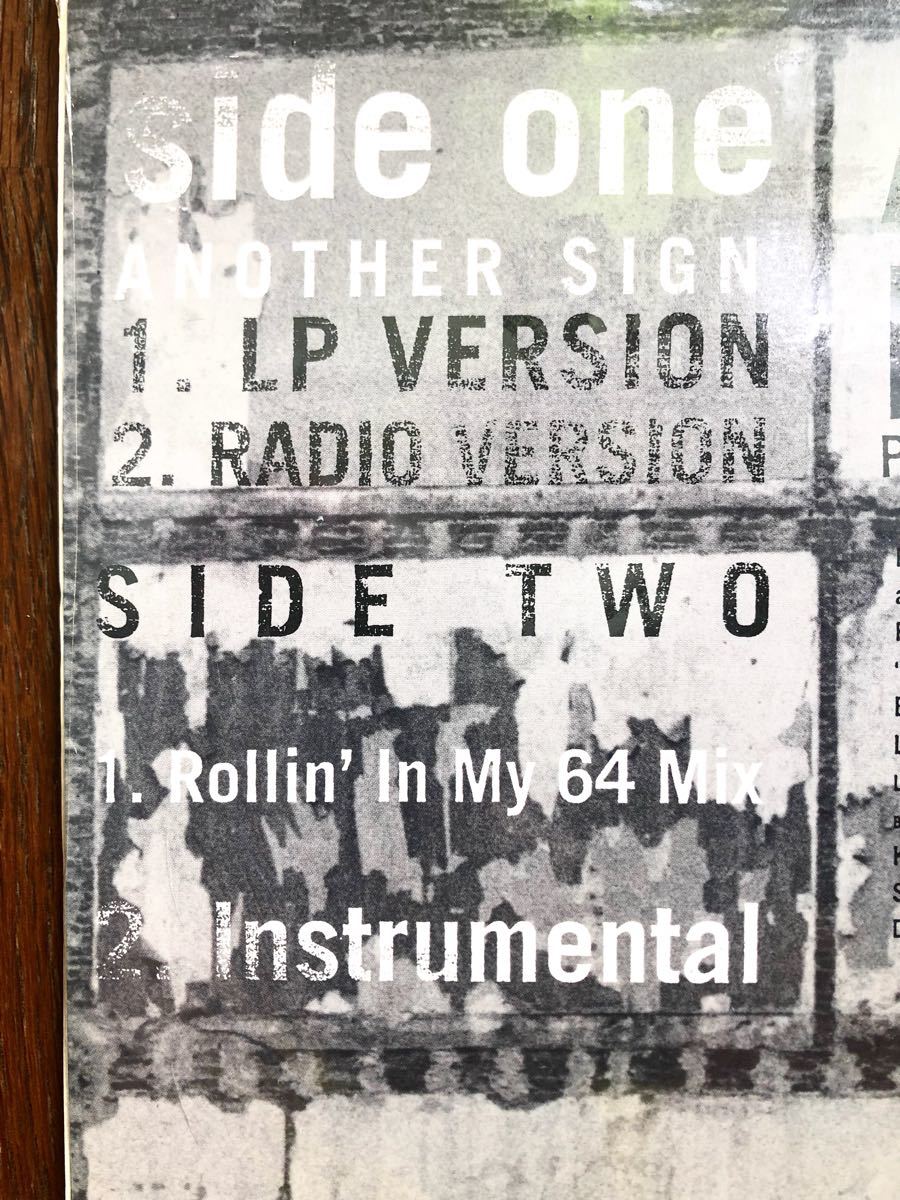 side one
ANOTHER SIGN
1. LP VERSION
2. RADIO VERSION
SIDE TWO
1. Rollin' In My 64 Mix
2. Instrumental